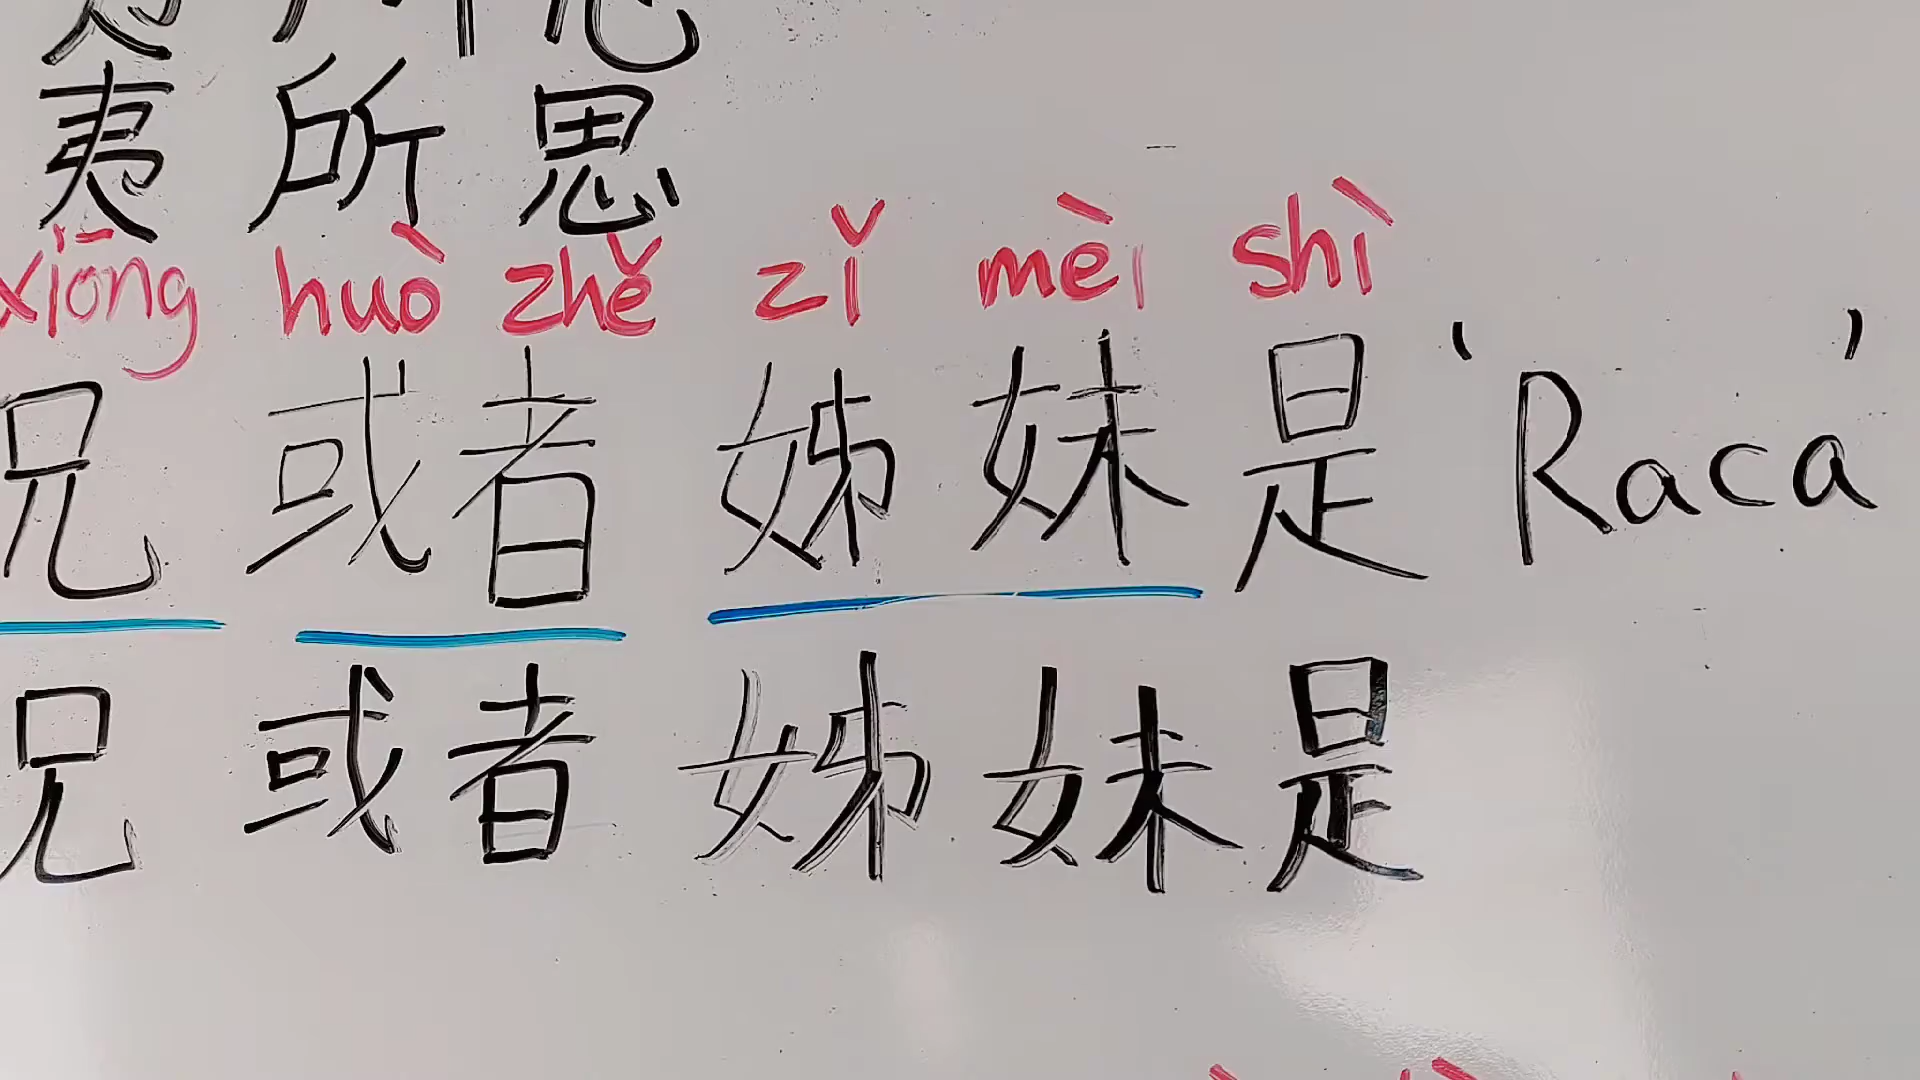 夷 所 思
xiōng huò zhě zǐ mèi shì
兄 或者 姊 妹 是 'Raca'
兄 或者 姊 妹 是